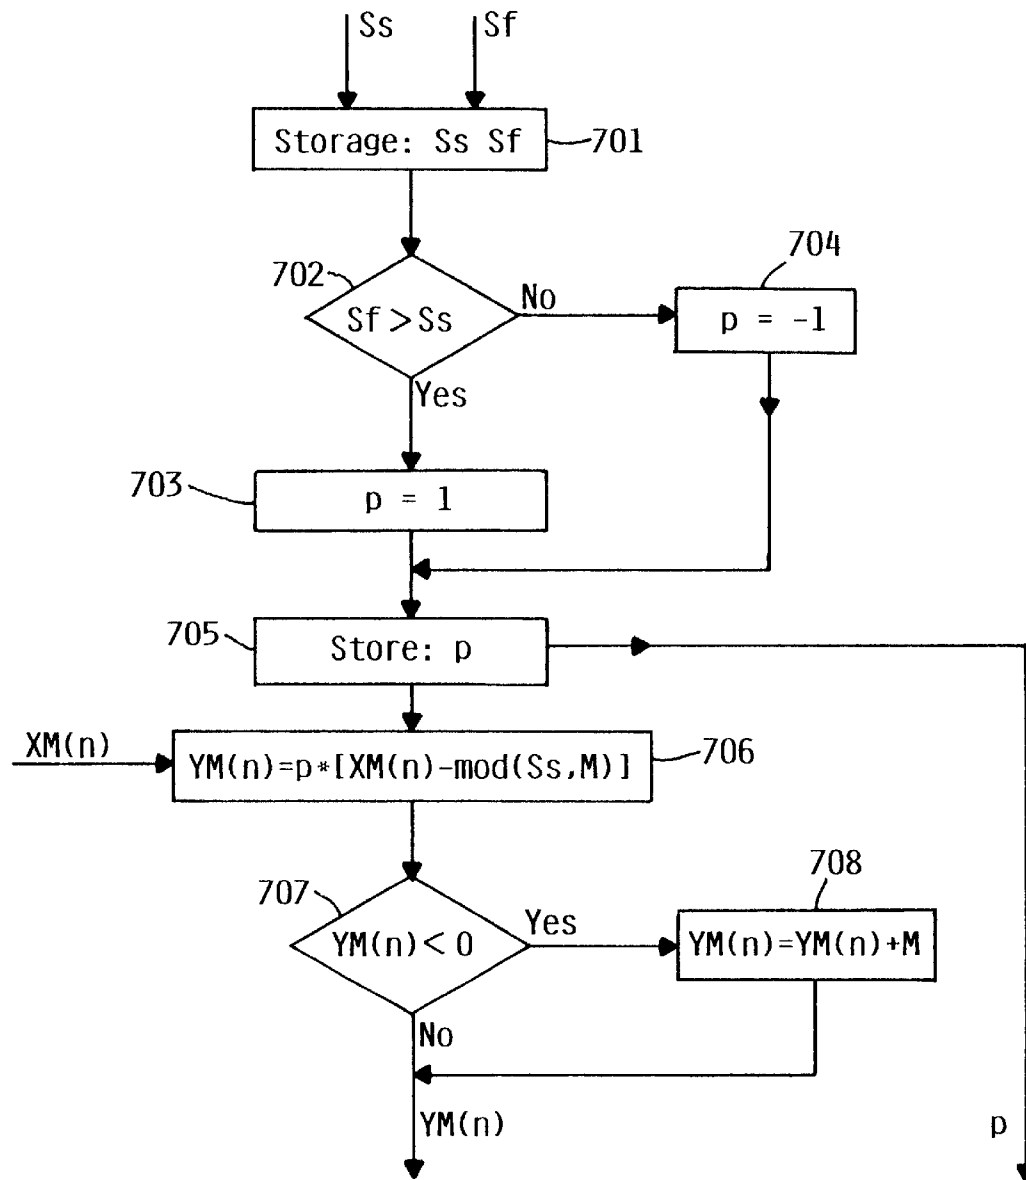 Ss Sf
Storage: Ss Sf 701
704
702
Sf > Ss
No
p = -1
Yes
703
p = 1
705
Store: p
XM(n)
YM(n)=p*[XM(n)-mod(Ss,M)]
706
708
707
YM(n) < 0
Yes
YM(n)=YM(n)+M
No
YM(n)
p